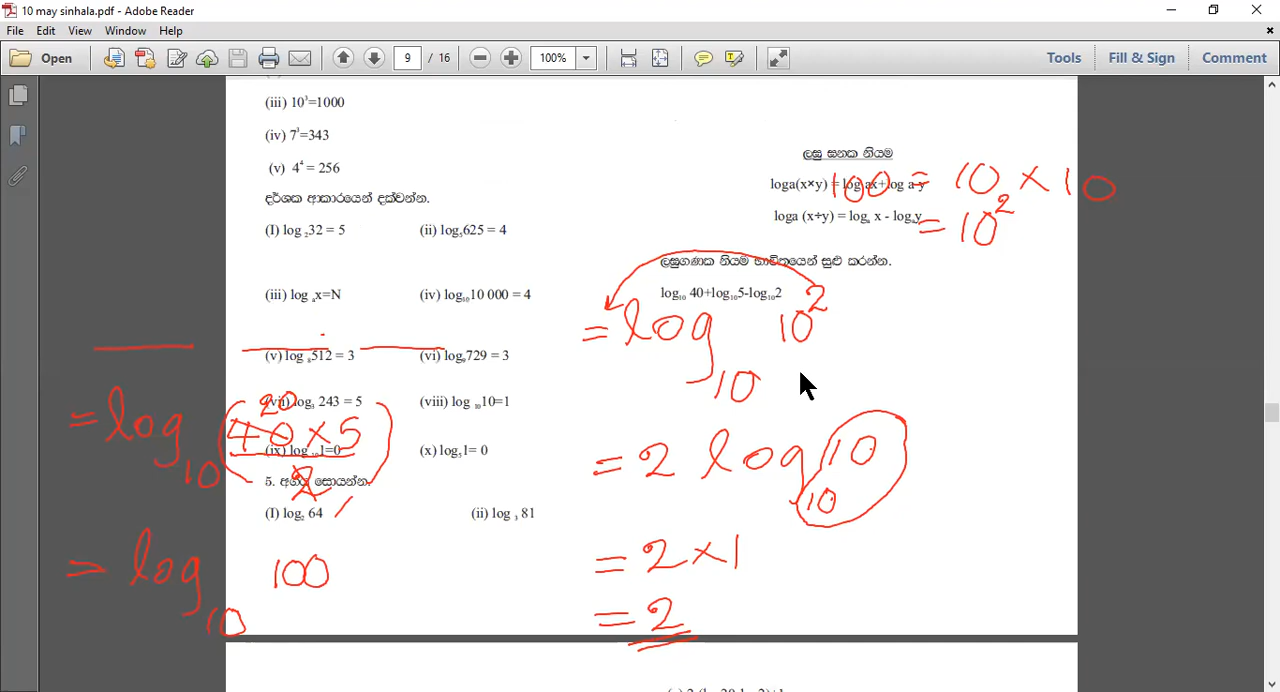 10 may sinhala.pdf - Adobe Reader
File Edit View Window Help
Open 9 / 16 100% Tools Fill & Sign Comment
(iii) 10³=1000
(iv) 7³=343
(v) 4⁴ = 256
දර්ශක ආකාරයෙන් දක්වන්න.
(I) log ₂32 = 5 (ii) log₅625 = 4
(iii) log ₐx=N (iv) log₁₀10 000 = 4
(v) log ₈512 = 3 (vi) log₉729 = 3
(vii) log₃ 243 = 5 (viii) log ₁₀10=1
(ix) log ₁₀1=0 (x) log₅1= 0
5. අගය සොයන්න.
(I) log₂ 64 (ii) log ₃ 81
ලඝු ඝනක නියම
loga(x×y) = log ax+log a y
loga (x÷y) = logₐ x - logₐy
ලඝුගණක නියම භාවිතයෙන් සුළු කරන්න.
log₁₀ 40+log₁₀5-log₁₀2
100 = 10 × 10
= 10²
= log₁₀ (40 × 5
20
2)
= log₁₀ 100
= log₁₀ 10²
= 2 log₁₀ 10
= 2 × 1
= 2